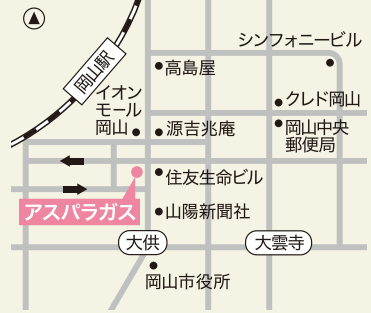 シンフォニービル
高島屋
岡山駅
イオン
モール
岡山
クレド岡山
源吉兆庵
岡山中央
郵便局
住友生命ビル
アスパラガス
山陽新聞社
大供
大雲寺
岡山市役所